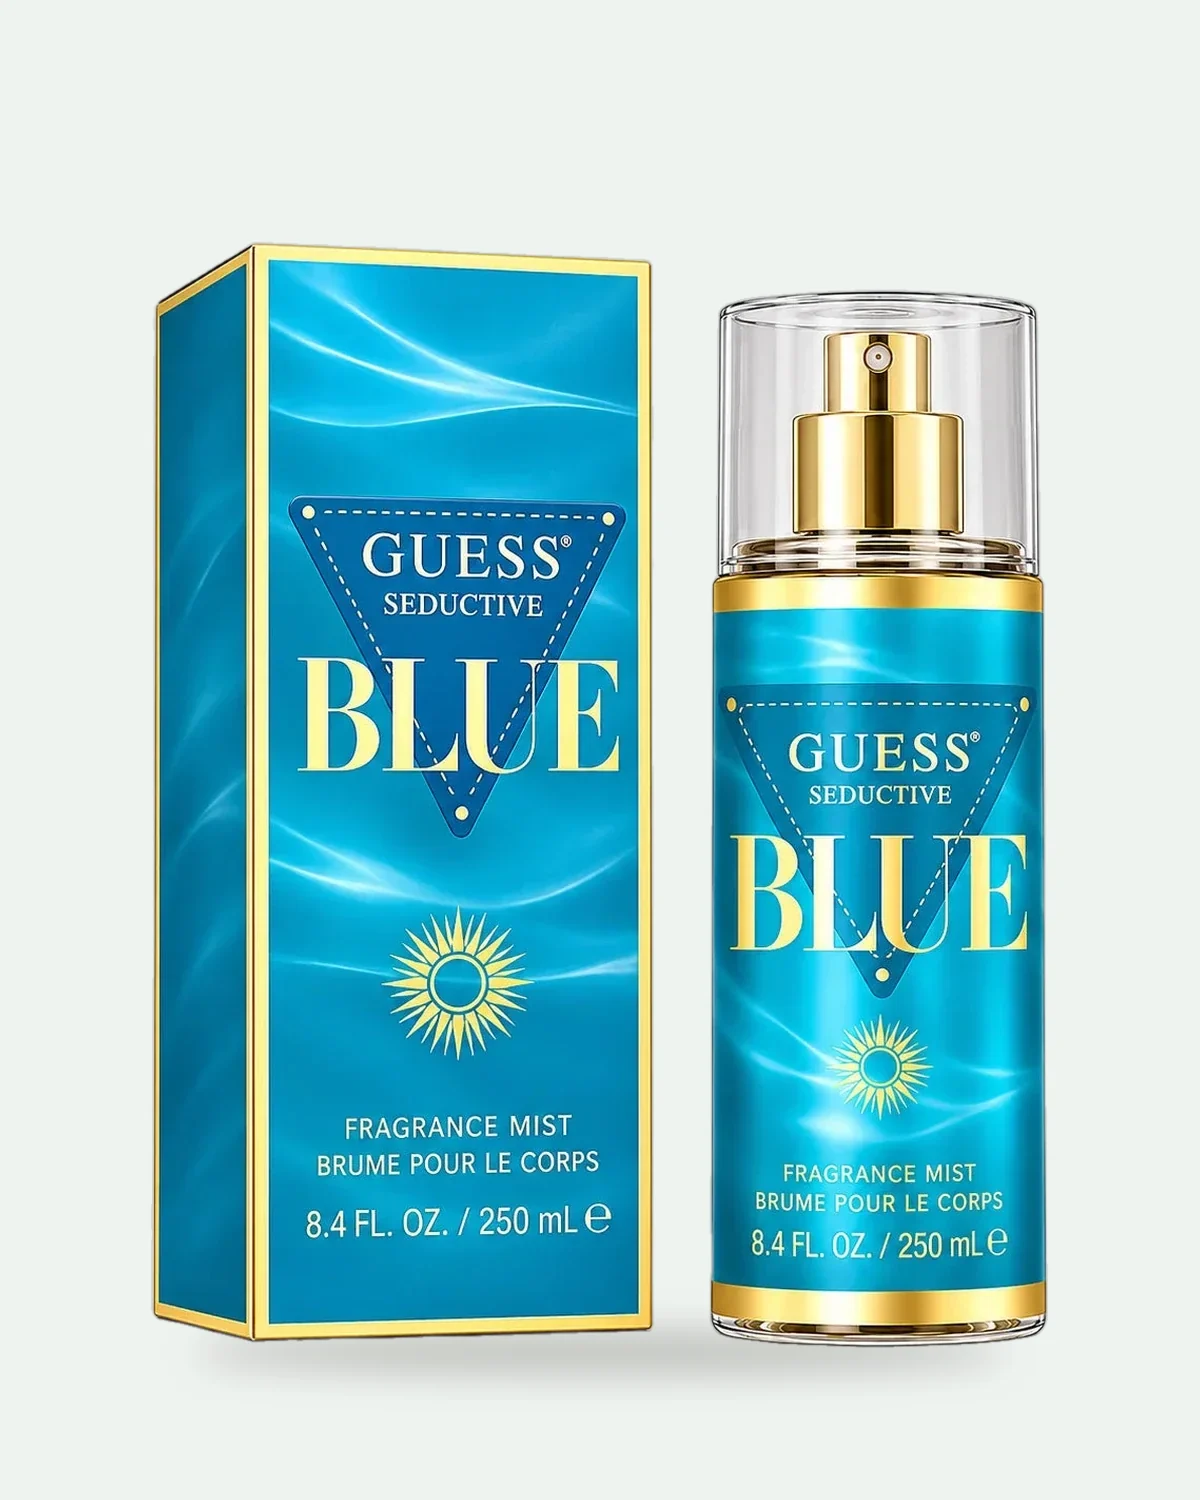 GUESS®
SEDUCTIVE
BLUE
FRAGRANCE MIST
BRUME POUR LE CORPS
8.4 FL. OZ. / 250 mL ℮
GUESS®
SEDUCTIVE
BLUE
FRAGRANCE MIST
BRUME POUR LE CORPS
8.4 FL. OZ. / 250 mL ℮